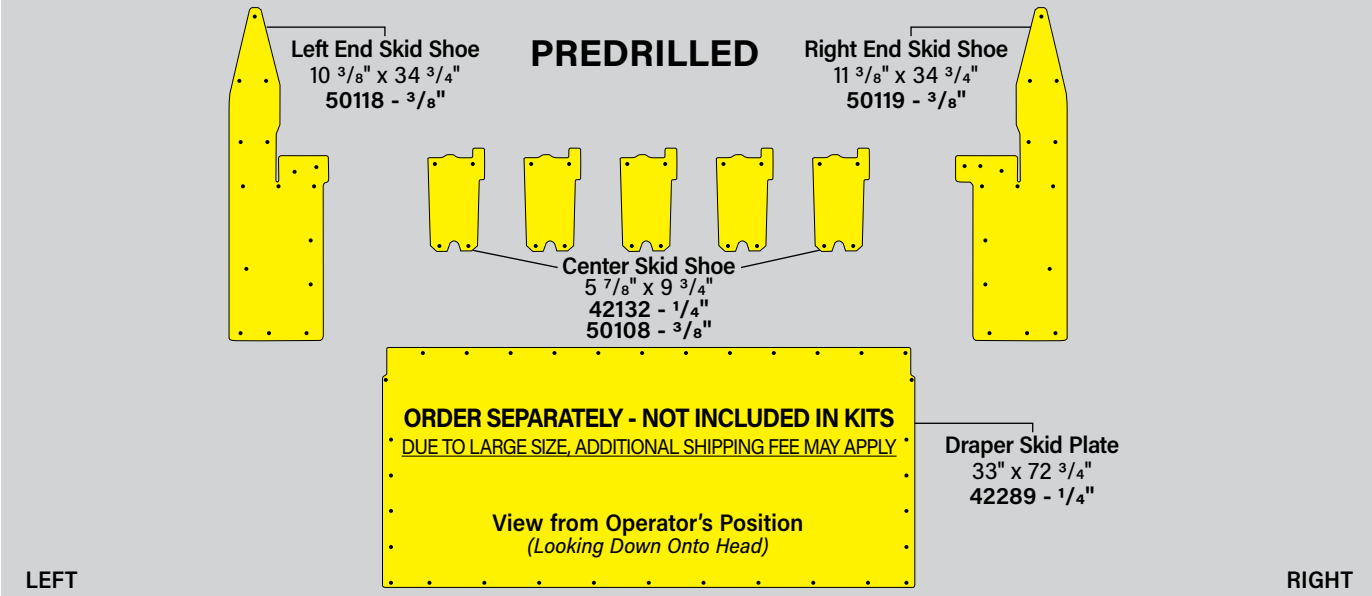 PREDRILLED
Left End Skid Shoe
10 3/8" x 34 3/4"
50118 - 3/8"
Right End Skid Shoe
11 3/8" x 34 3/4"
50119 - 3/8"
Center Skid Shoe
5 7/8" x 9 3/4"
42132 - 1/4"
50108 - 3/8"
ORDER SEPARATELY - NOT INCLUDED IN KITS
DUE TO LARGE SIZE, ADDITIONAL SHIPPING FEE MAY APPLY
Draper Skid Plate
33" x 72 3/4"
42289 - 1/4"
View from Operator's Position
(Looking Down Onto Head)
LEFT
RIGHT